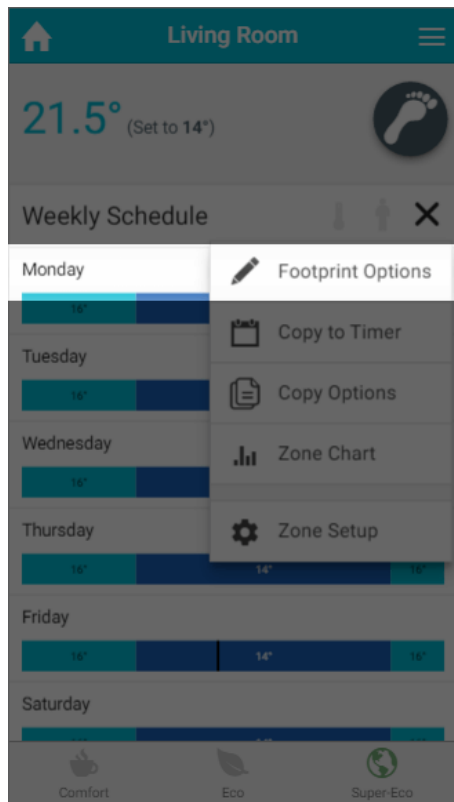 Living Room
21.5° (Set to 14°)
Weekly Schedule
Monday
Footprint Options
16°
Copy to Timer
Tuesday
16°
Copy Options
Wednesday
Zone Chart
16°
Thursday
Zone Setup
16° 14° 16°
Friday
16° 14° 16°
Saturday
Comfort Eco Super-Eco